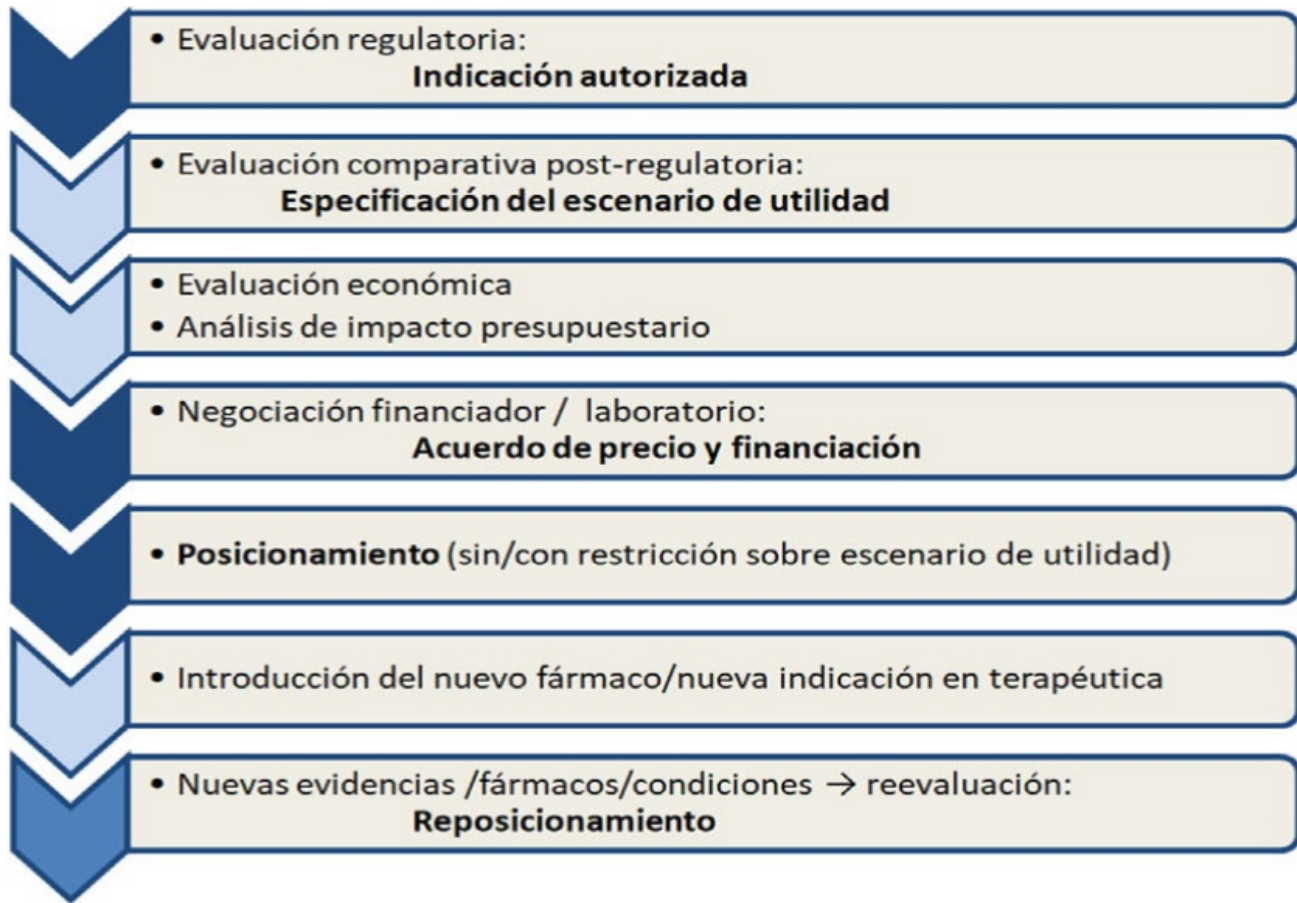 • Evaluación regulatoria:
Indicación autorizada
• Evaluación comparativa post-regulatoria:
Especificación del escenario de utilidad
• Evaluación económica
• Análisis de impacto presupuestario
• Negociación financiador / laboratorio:
Acuerdo de precio y financiación
• Posicionamiento (sin/con restricción sobre escenario de utilidad)
• Introducción del nuevo fármaco/nueva indicación en terapéutica
• Nuevas evidencias /fármacos/condiciones → reevaluación:
Reposicionamiento